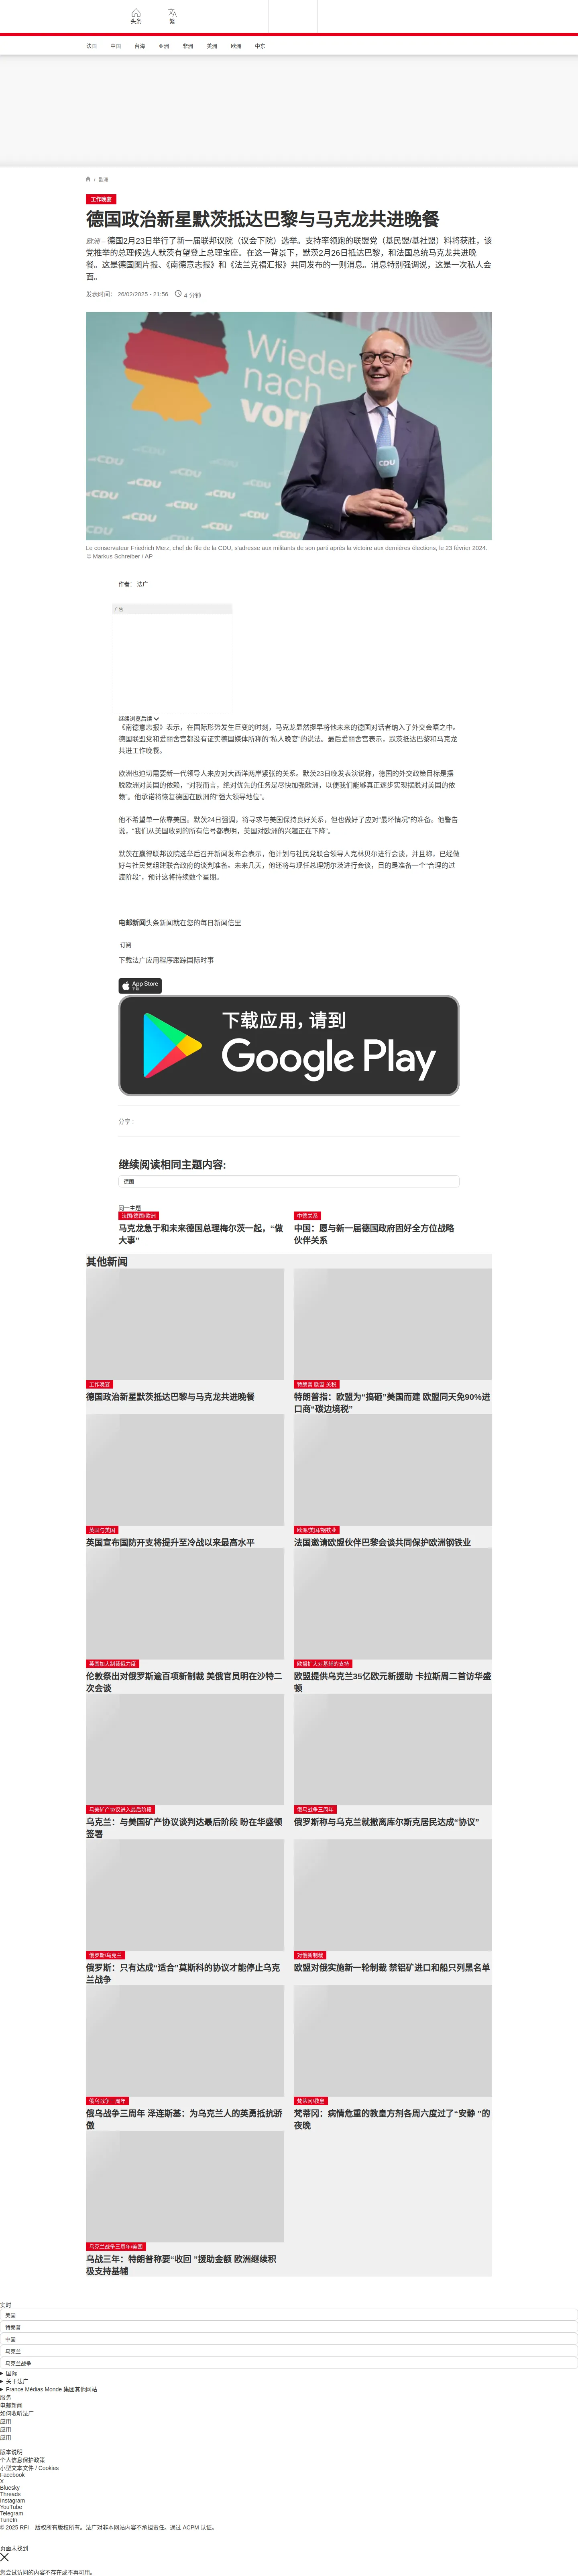 头条
繁
法国
中国
台海
亚洲
非洲
美洲
欧洲
中东
/ 欧洲
工作晚宴
德国政治新星默茨抵达巴黎与马克龙共进晚餐
欧洲 – 德国2月23日举行了新一届联邦议院（议会下院）选举。支持率领跑的联盟党（基民盟/基社盟）料将获胜，该
党推举的总理候选人默茨有望登上总理宝座。在这一背景下，默茨2月26日抵达巴黎，和法国总统马克龙共进晚
餐。这是德国图片报、《南德意志报》和《法兰克福汇报》共同发布的一则消息。消息特别强调说，这是一次私人会
面。
发表时间： 26/02/2025 - 21:56
4 分钟
Wieder
nach
vorn
CDU
Le conservateur Friedrich Merz, chef de file de la CDU, s'adresse aux militants de son parti après la victoire aux dernières élections, le 23 février 2024.
© Markus Schreiber / AP
作者： 法广
广告
继续浏览后续
《南德意志报》表示，在国际形势发生巨变的时刻，马克龙显然提早将他未来的德国对话者纳入了外交会晤之中。
德国联盟党和爱丽舍宫都没有证实德国媒体所称的“私人晚宴”的说法。最后爱丽舍宫表示，默茨抵达巴黎和马克龙
共进工作晚餐。
欧洲也迫切需要新一代领导人来应对大西洋两岸紧张的关系。默茨23日晚发表演说称，德国的外交政策目标是摆
脱欧洲对美国的依赖，“对我而言，绝对优先的任务是尽快加强欧洲，以便我们能够真正逐步实现摆脱对美国的依
赖”。他承诺将恢复德国在欧洲的“强大领导地位”。
他不希望单一依靠美国。默茨24日强调，将寻求与美国保持良好关系，但也做好了应对“最坏情况”的准备。他警告
说，“我们从美国收到的所有信号都表明，美国对欧洲的兴趣正在下降”。
默茨在赢得联邦议院选举后召开新闻发布会表示，他计划与社民党联合领导人克林贝尔进行会谈，并且称，已经做
好与社民党组建联合政府的谈判准备。未来几天，他还将与现任总理朔尔茨进行会谈，目的是准备一个“合理的过
渡阶段”，预计这将持续数个星期。
电邮新闻头条新闻就在您的每日新闻信里
订阅
下载法广应用程序跟踪国际时事
App Store
下载
下载应用，请到
Google Play
分享 :
继续阅读相同主题内容:
德国
同一主题
法国/德国/欧洲
马克龙急于和未来德国总理梅尔茨一起，“做
大事”
中德关系
中国：愿与新一届德国政府固好全方位战略
伙伴关系
其他新闻
工作晚宴
德国政治新星默茨抵达巴黎与马克龙共进晚餐
特朗普 欧盟 关税
特朗普指：欧盟为“搞砸”美国而建 欧盟同天免90%进
口商“碳边境税”
英国与美国
英国宣布国防开支将提升至冷战以来最高水平
欧洲/美国/钢铁业
法国邀请欧盟伙伴巴黎会谈共同保护欧洲钢铁业
英国加大制裁俄力度
伦敦祭出对俄罗斯逾百项新制裁 美俄官员明在沙特二
次会谈
欧盟扩大对基辅的支持
欧盟提供乌克兰35亿欧元新援助 卡拉斯周二首访华盛
顿
乌美矿产协议进入最后阶段
乌克兰：与美国矿产协议谈判达最后阶段 盼在华盛顿
签署
俄乌战争三周年
俄罗斯称与乌克兰就撤离库尔斯克居民达成“协议”
俄罗斯/乌克兰
俄罗斯：只有达成“适合”莫斯科的协议才能停止乌克
兰战争
对俄新制裁
欧盟对俄实施新一轮制裁 禁铝矿进口和船只列黑名单
俄乌战争三周年
俄乌战争三周年 泽连斯基：为乌克兰人的英勇抵抗骄
傲
梵蒂冈/教皇
梵蒂冈：病情危重的教皇方剂各周六度过了“安静 ”的
夜晚
乌克兰战争三周年/美国
乌战三年：特朗普称要“收回 ”援助金额 欧洲继续积
极支持基辅
实时
美国
特朗普
中国
乌克兰
乌克兰战争
国际
关于法广
France Médias Monde 集团其他网站
服务
电邮新闻
如何收听法广
应用
应用
应用
版本说明
个人信息保护政策
小型文本文件 / Cookies
Facebook
X
Bluesky
Threads
Instagram
YouTube
Telegram
TuneIn
© 2025 RFI – 版权所有版权所有。法广对非本网站内容不承担责任。通过 ACPM 认证。
页面未找到
您尝试访问的内容不存在或不再可用。